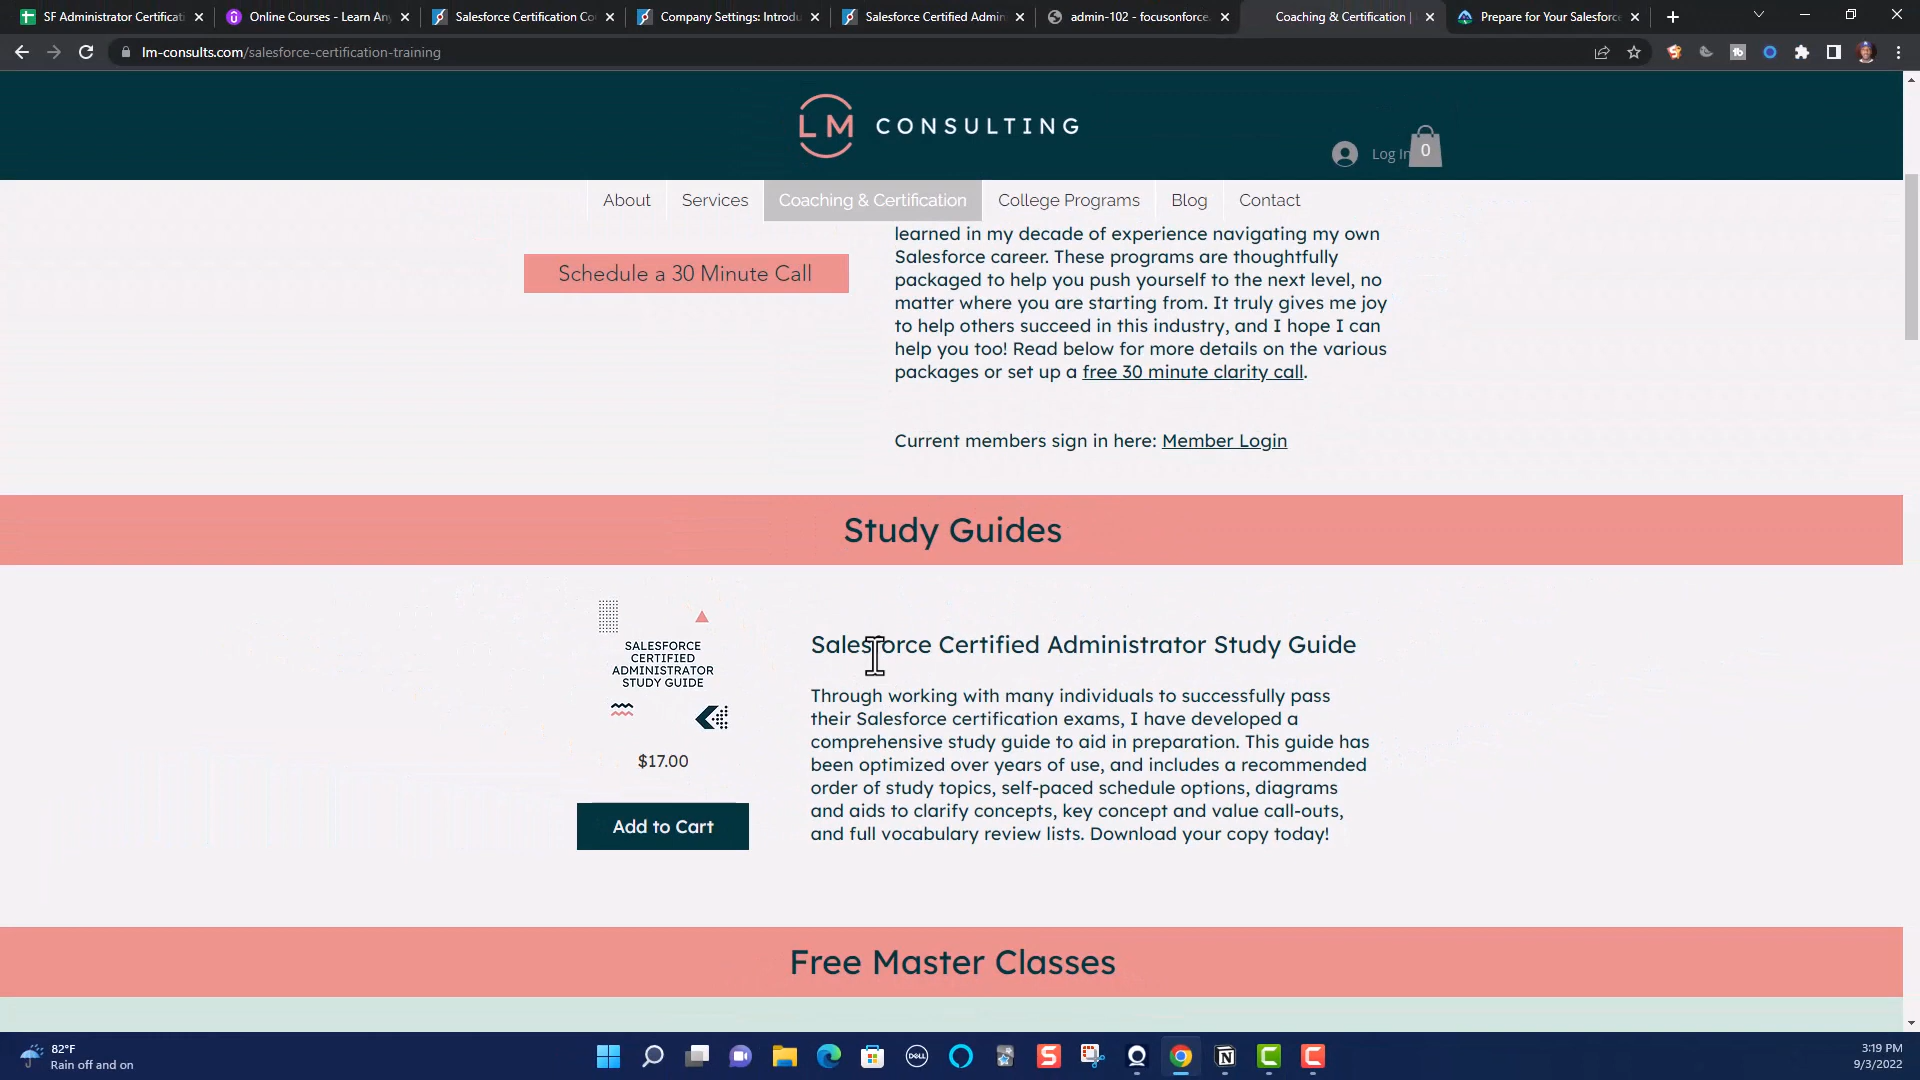 SF Administrator Certificati
Online Courses - Learn An
Salesforce Certification Co
Company Settings: Introdu
Salesforce Certified Admin
admin-102 - focusonforce.
Coaching & Certification |
Prepare for Your Salesforce
lm-consults.com/salesforce-certification-training
LM CONSULTING
Log In
0
About
Services
Coaching & Certification
College Programs
Blog
Contact
learned in my decade of experience navigating my own
Salesforce career. These programs are thoughtfully
packaged to help you push yourself to the next level, no
matter where you are starting from. It truly gives me joy
to help others succeed in this industry, and I hope I can
help you too! Read below for more details on the various
packages or set up a free 30 minute clarity call.
Schedule a 30 Minute Call
Current members sign in here: Member Login
Study Guides
SALESFORCE
CERTIFIED
ADMINISTRATOR
STUDY GUIDE
$17.00
Add to Cart
Salesforce Certified Administrator Study Guide
Through working with many individuals to successfully pass
their Salesforce certification exams, I have developed a
comprehensive study guide to aid in preparation. This guide has
been optimized over years of use, and includes a recommended
order of study topics, self-paced schedule options, diagrams
and aids to clarify concepts, key concept and value call-outs,
and full vocabulary review lists. Download your copy today!
Free Master Classes
82°F
Rain off and on
DELL
S
N
C
C
3:19 PM
9/3/2022